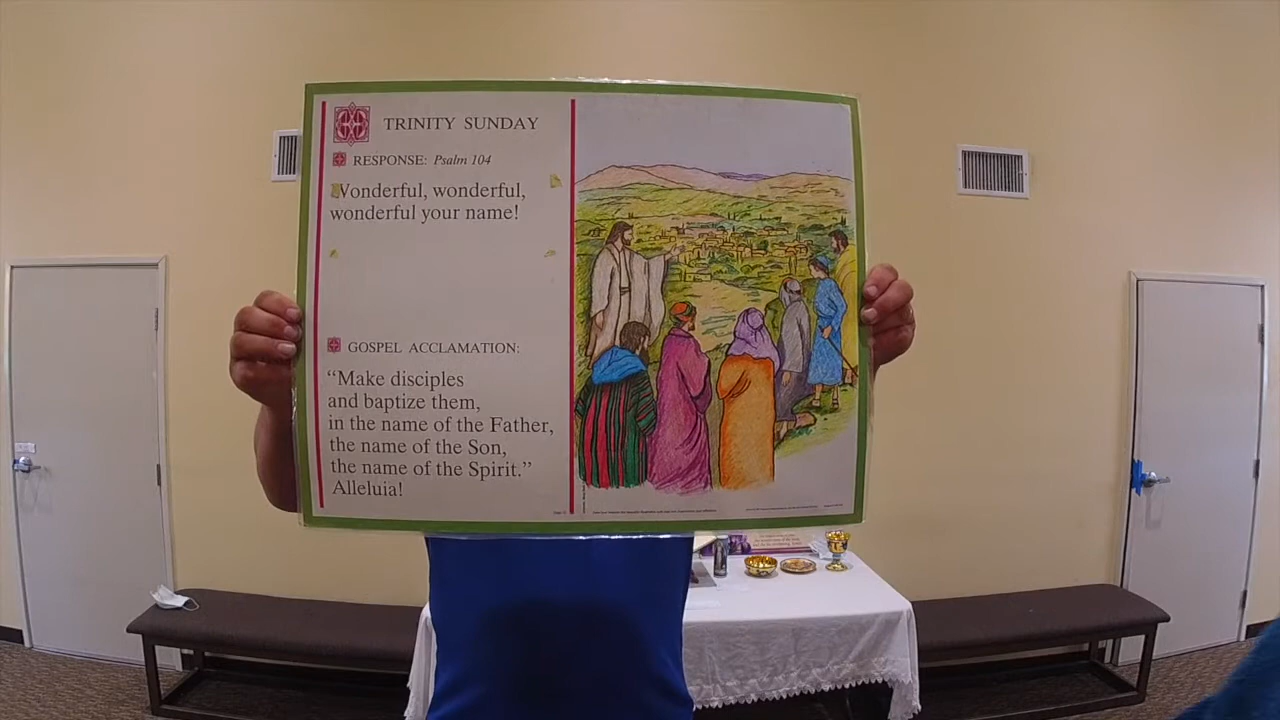 TRINITY SUNDAY
RESPONSE: Psalm 104
Wonderful, wonderful,
wonderful your name!
GOSPEL ACCLAMATION:
“Make disciples
and baptize them,
in the name of the Father,
the name of the Son,
the name of the Spirit.”
Alleluia!